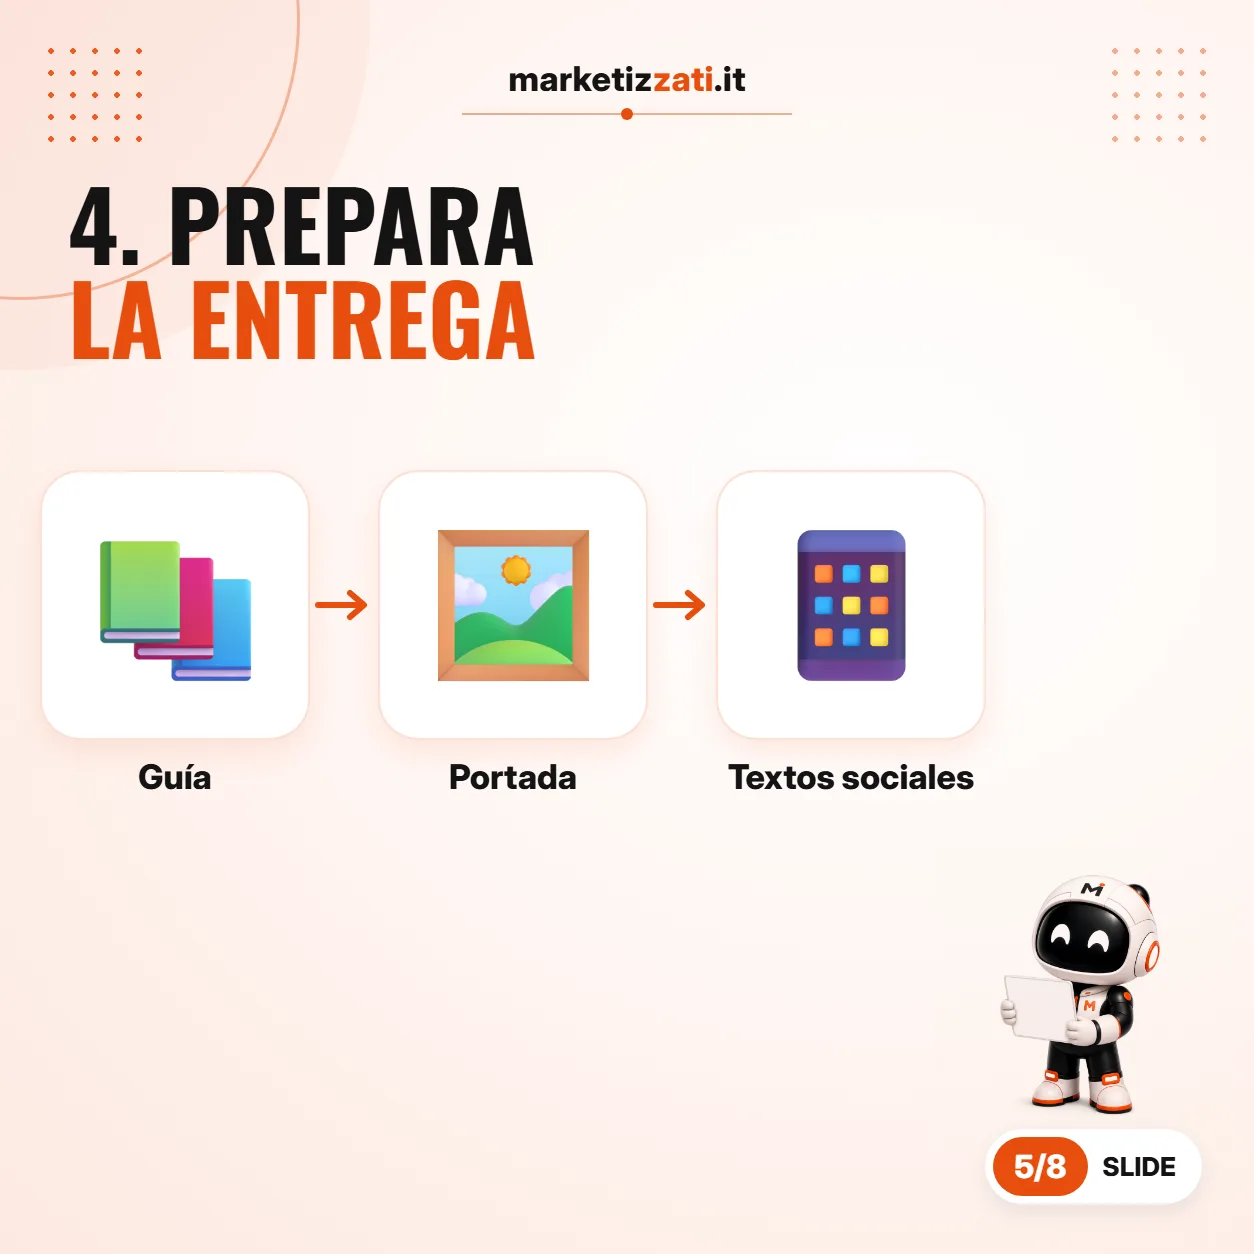 marketizzati.it
4. PREPARA
LA ENTREGA
Guía
Portada
Textos sociales
M
M
5/8 SLIDE